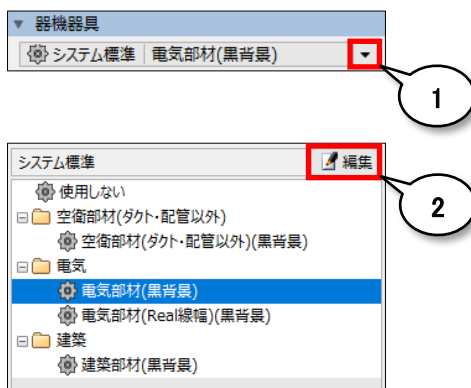 器機器具
システム標準 電気部材(黒背景)
1
システム標準 編集
2
使用しない
空衛部材(ダクト・配管以外)
空衛部材(ダクト・配管以外)(黒背景)
電気
電気部材(黒背景)
電気部材(Real線幅)(黒背景)
建築
建築部材(黒背景)